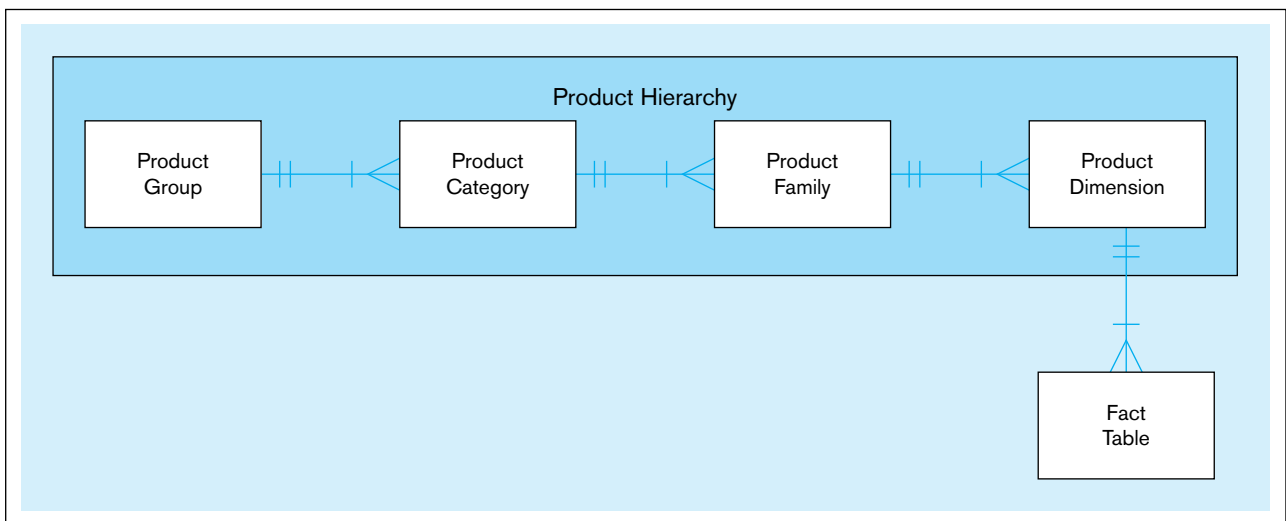 Product Hierarchy
Product
Group
Product
Category
Product
Family
Product
Dimension
Fact
Table